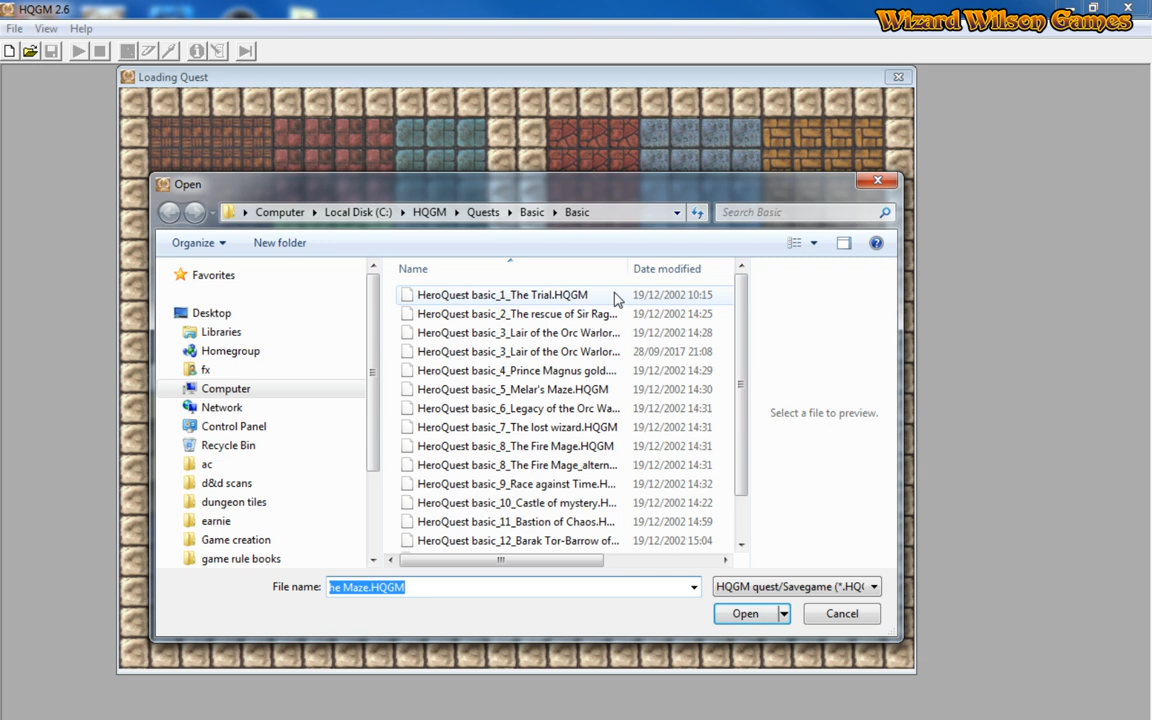 HQGM 2.6
Wizard Wilson Games
File View Help
Loading Quest
Open
Computer Local Disk (C:) HQGM Quests Basic Basic
Search Basic
Organize New folder
Name Date modified
Favorites
Desktop
Libraries
Homegroup
fx
Computer
Network
Control Panel
Recycle Bin
ac
d&d scans
dungeon tiles
earnie
Game creation
game rule books
HeroQuest basic_1_The Trial.HQGM 19/12/2002 10:15
HeroQuest basic_2_The rescue of Sir Rag... 19/12/2002 14:25
HeroQuest basic_3_Lair of the Orc Warlor... 19/12/2002 14:28
HeroQuest basic_3_Lair of the Orc Warlor... 28/09/2017 21:08
HeroQuest basic_4_Prince Magnus gold.... 19/12/2002 14:29
HeroQuest basic_5_Melar's Maze.HQGM 19/12/2002 14:30
HeroQuest basic_6_Legacy of the Orc Wa... 19/12/2002 14:31
HeroQuest basic_7_The lost wizard.HQGM 19/12/2002 14:31
HeroQuest basic_8_The Fire Mage.HQGM 19/12/2002 14:31
HeroQuest basic_8_The Fire Mage_altern... 19/12/2002 14:31
HeroQuest basic_9_Race against Time.H... 19/12/2002 14:32
HeroQuest basic_10_Castle of mystery.H... 19/12/2002 14:22
HeroQuest basic_11_Bastion of Chaos.H... 19/12/2002 14:59
HeroQuest basic_12_Barak Tor-Barrow of... 19/12/2002 15:04
Select a file to preview.
File name: he Maze.HQGM
HQGM quest/Savegame (*.HQ(
Open Cancel